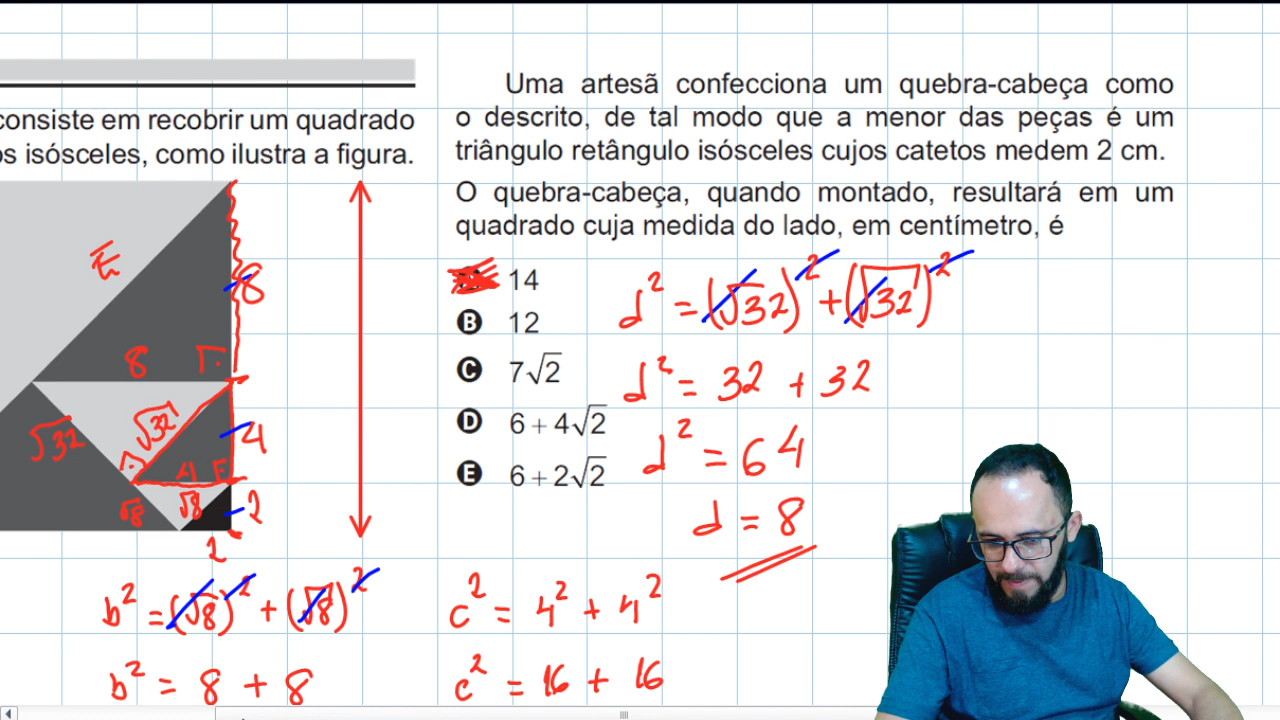 consiste em recobrir um quadrado
os isósceles, como ilustra a figura.
E
8
8
√32
√32
4
4
√8
√8
2
2
b² = (√8)² + (√8)²
b² = 8 + 8
Uma artesã confecciona um quebra-cabeça como
o descrito, de tal modo que a menor das peças é um
triângulo retângulo isósceles cujos catetos medem 2 cm.
O quebra-cabeça, quando montado, resultará em um
quadrado cuja medida do lado, em centímetro, é
14
B 12
C 7√2
D 6 + 4√2
E 6 + 2√2
d² = (√32)² + (√32)²
d² = 32 + 32
d² = 64
d = 8
c² = 4² + 4²
c² = 16 + 16